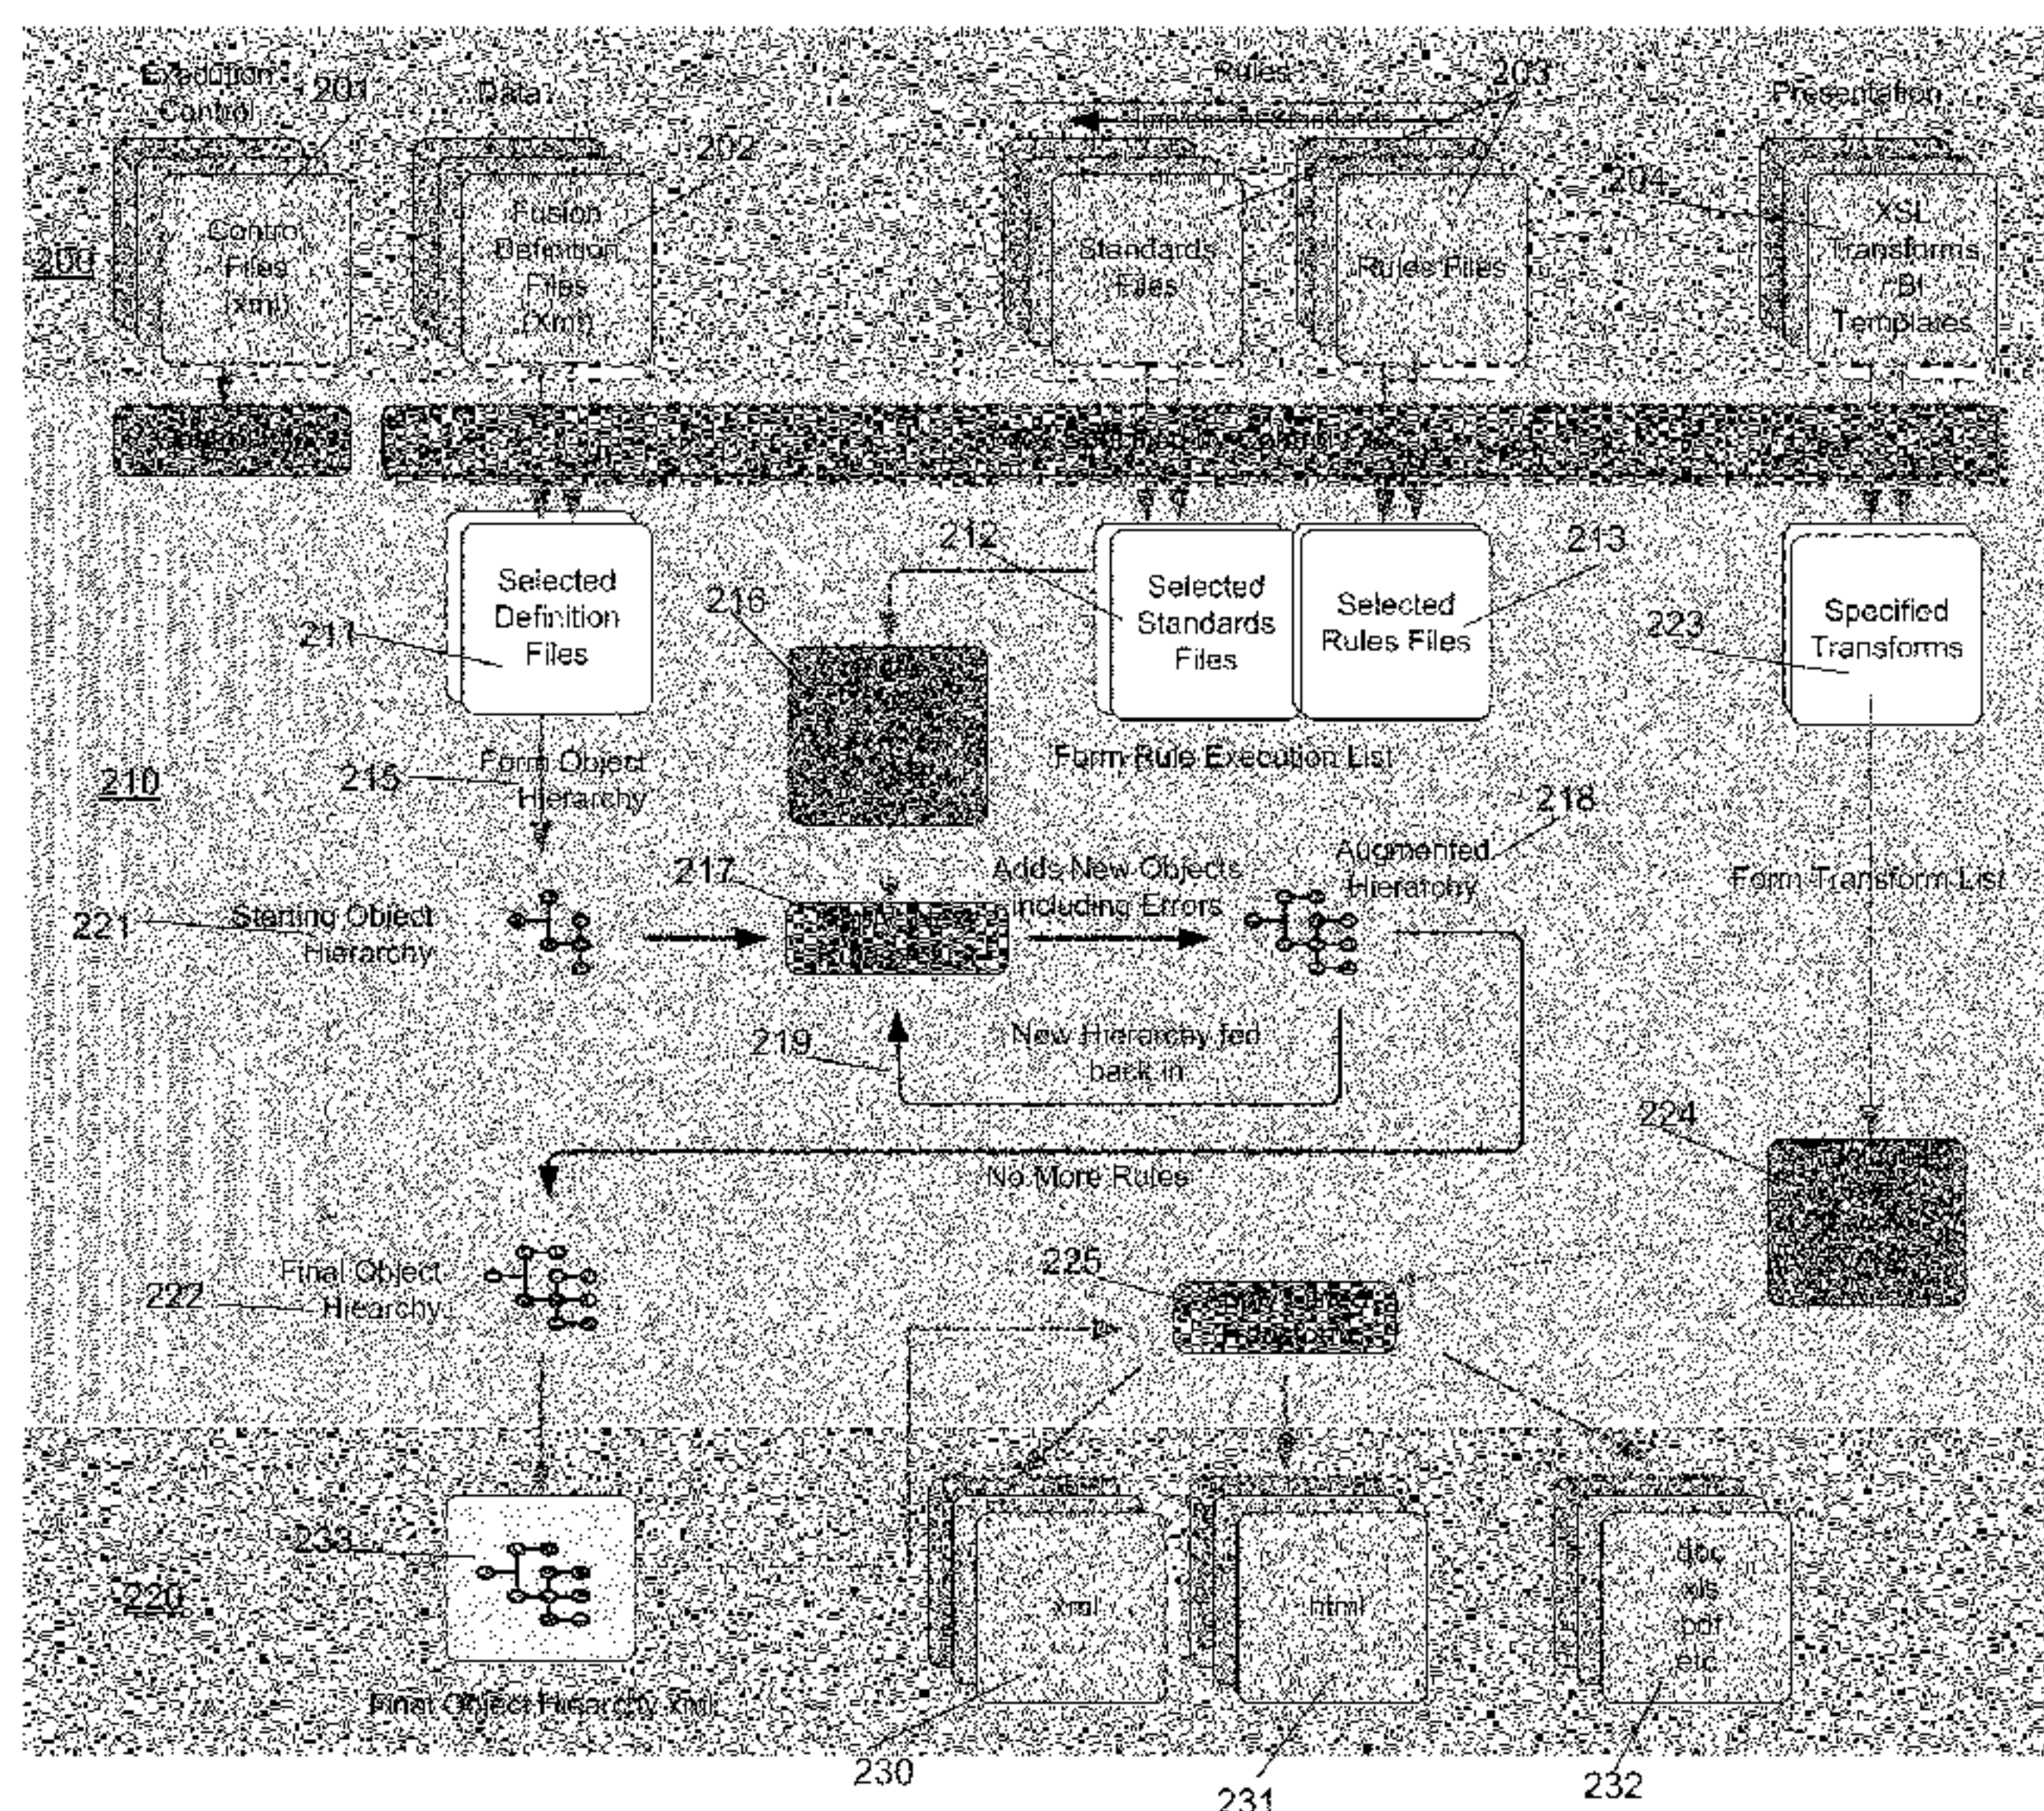 Execution
Control
201
Data
Rules
203
Presentation
Implement Standards
202
204
200
Control
Files
(xml)
Fusion
Definition
Files
(xml)
Standards
Files
Rules Files
XSL
Transforms
BI
Templates
212
213
Selected
Definition
Files
211
216
Selected
Standards
Files
Selected
Rules Files
223
Specified
Transforms
210
215
Form Object
Hierarchy
Form Rule Execution List
218
217
Adds New Objects
including Errors
Augmented
Hierarchy
Form Transform List
221
Starting Object
Hierarchy
219
New Hierarchy fed
back in
224
No More Rules
222
Final Object
Hiearchy
225
233
220
xml
html
doc
xls
pdf
etc
Final Object Hierarchy xml
230
231
232